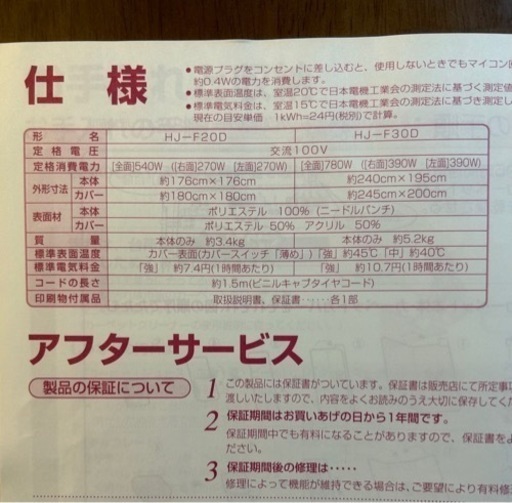 仕様
●電源プラグをコンセントに差し込むと、使用しないときでもマイコン
約0.4Wの電力を消費します。
●標準表面温度は、室温20℃で日本電機工業会の測定法に基づく測定値
●標準電気料金は、室温15℃で日本電機工業会の測定法に基づき測定し
現在の目安単価 1kWh=24円(税別)で計算。
形名 HJ-F20D HJ-F30D
定格電圧 交流100V
定格消費電力 [全面]540W ([右面]270W [左面]270W) [全面]780W ([右面]390W [左面]390W)
外形寸法 本体 約176cm×176cm 約240cm×195cm
カバー 約180cm×180cm 約245cm×200cm
表面材 本体 ポリエステル 100% (ニードルパンチ)
カバー ポリエステル 50% アクリル 50%
質量 本体のみ 約3.4kg 本体のみ 約5.2kg
標準表面温度 カバー表面(カバースイッチ「薄め」)「強」約45℃「中」約40℃
標準電気料金 「強」 約7.4円(1時間あたり) 「強」 約10.7円(1時間あたり)
コードの長さ 約1.5m(ビニルキャブタイヤコード)
印刷物付属品 取扱説明書、保証書……各1部
アフターサービス
製品の保証について
1 この製品には保証書がついています。保証書は販売店にて所定事
渡しいたしますので、内容をよくお読みのうえ大切に保存してくだ
2 保証期間はお買いあげの日から1年間です。
保証期間中でも有料になることがありますので、保証書を
ださい。
3 保証期間後の修理は……
修理によって機能が維持できる場合は、ご要望により有料修